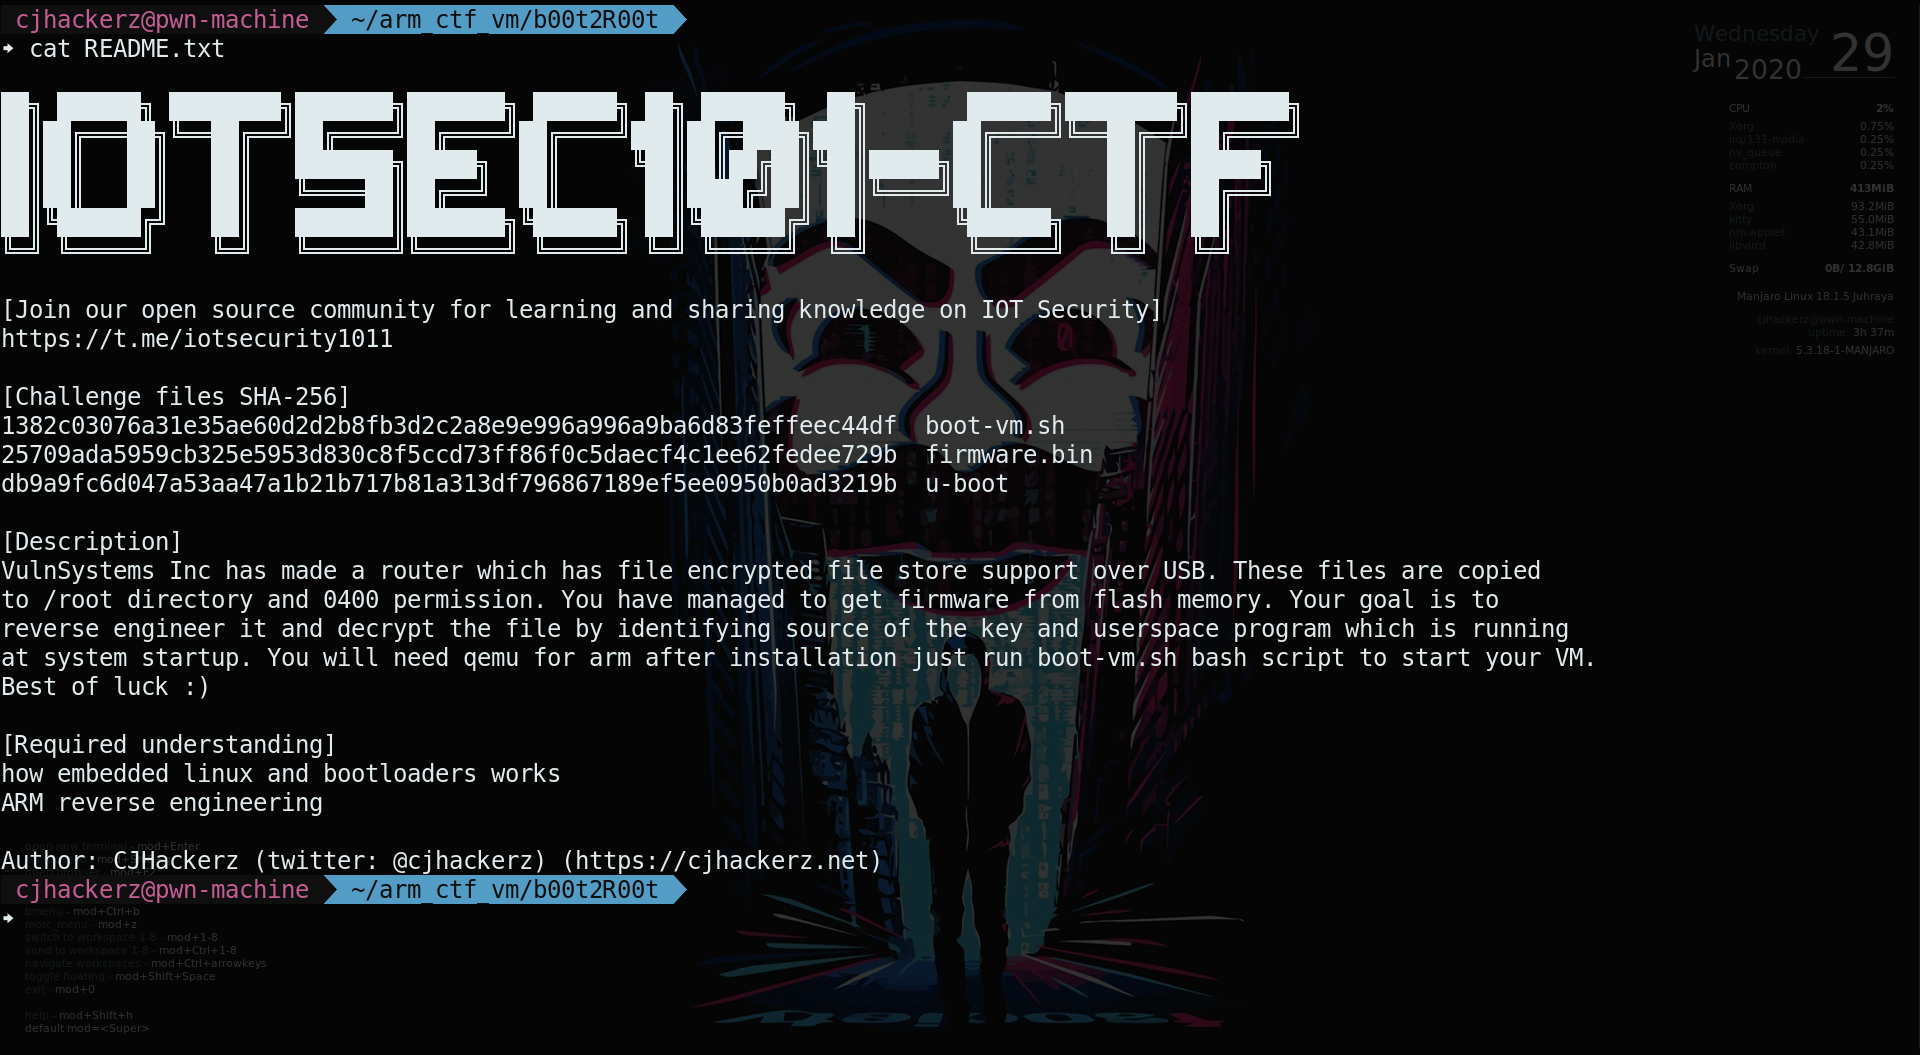 cjhackerz@pwn-machine ~/arm_ctf_vm/b00t2R00t
➜ cat README.txt
IOTSEC101-CTF
[Join our open source community for learning and sharing knowledge on IOT Security]
https://t.me/iotsecurity1011
[Challenge files SHA-256]
1382c03076a31e35ae60d2d2b8fb3d2c2a8e9e996a996a9ba6d83feffeec44df  boot-vm.sh
25709ada5959cb325e5953d830c8f5ccd73ff86f0c5daecf4c1ee62fedee729b  firmware.bin
db9a9fc6d047a53aa47a1b21b717b81a313df796867189ef5ee0950b0ad3219b  u-boot
[Description]
VulnSystems Inc has made a router which has file encrypted file store support over USB. These files are copied
to /root directory and 0400 permission. You have managed to get firmware from flash memory. Your goal is to
reverse engineer it and decrypt the file by identifying source of the key and userspace program which is running
at system startup. You will need qemu for arm after installation just run boot-vm.sh bash script to start your VM.
Best of luck :)
[Required understanding]
how embedded linux and bootloaders works
ARM reverse engineering
Author: CJHackerz (twitter: @cjhackerz) (https://cjhackerz.net)
cjhackerz@pwn-machine ~/arm_ctf_vm/b00t2R00t
➜
Wednesday
Jan 2020 29
CPU 2%
Xorg 0.75%
irq/131-nvidia 0.25%
nv_queue 0.25%
compton 0.25%
RAM 413MiB
Xorg 93.2MiB
kitty 55.0MiB
nm-applet 43.1MiB
libvirtd 42.8MiB
Swap 0B/ 12.8GiB
Manjaro Linux 18.1.5 Juhraya
cjhackerz@pwn-machine
uptime: 3h 37m
kernel: 5.3.18-1-MANJARO
open new terminal - mod+Enter
bmenu - mod+Ctrl+b
morc_menu - mod+z
switch to workspace 1-8 - mod+1-8
send to workspace 1-8 - mod+Ctrl+1-8
navigate workspaces - mod+Ctrl+arrowkeys
toggle floating - mod+Shift+Space
exit - mod+0
help - mod+Shift+h
default mod=<Super>